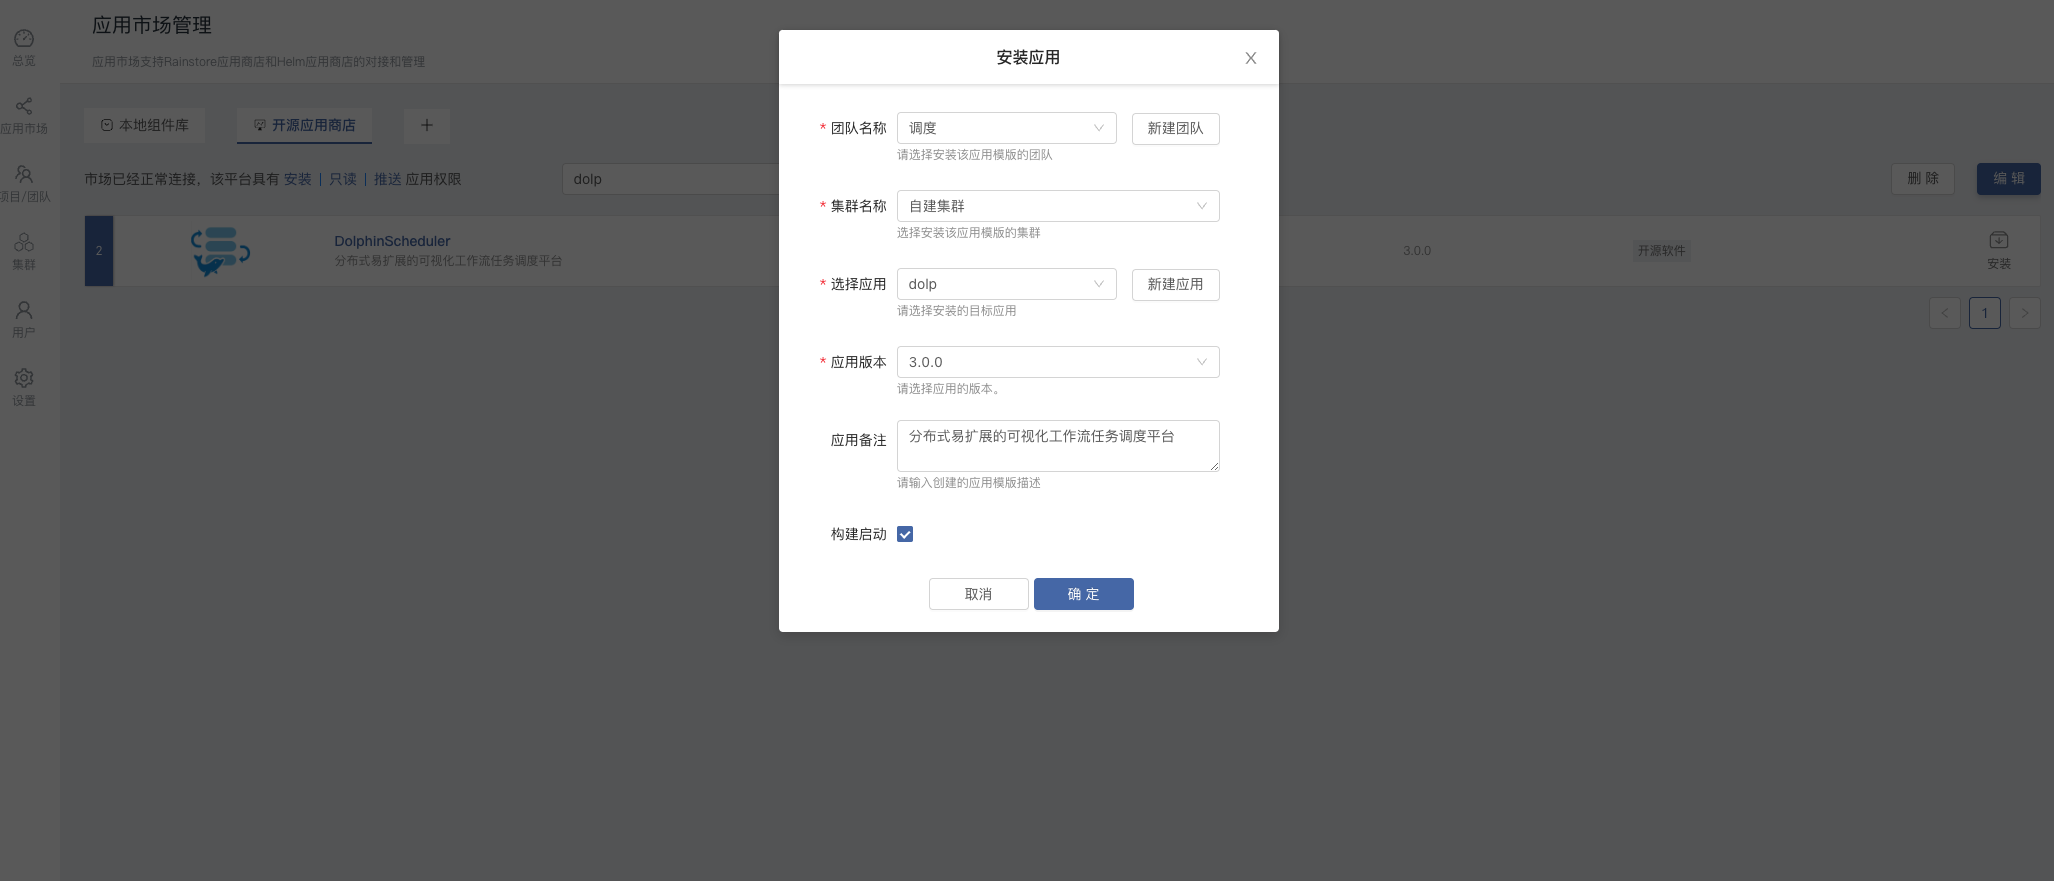 应用市场管理
应用市场支持Rainstore应用商店和Helm应用商店的对接和管理
总览
应用市场
项目/团队
集群
用户
设置
本地组件库
开源应用商店
市场已经正常连接，该平台具有 安装 | 只读 | 推送 应用权限
dolp
删 除
编 辑
2
DolphinScheduler
分布式易扩展的可视化工作流任务调度平台
3.0.0
开源软件
安装
1
安装应用
* 团队名称
调度
新建团队
请选择安装该应用模版的团队
* 集群名称
自建集群
选择安装该应用模版的集群
* 选择应用
dolp
新建应用
请选择安装的目标应用
* 应用版本
3.0.0
请选择应用的版本。
应用备注
分布式易扩展的可视化工作流任务调度平台
请输入创建的应用模版描述
构建启动
取消
确 定